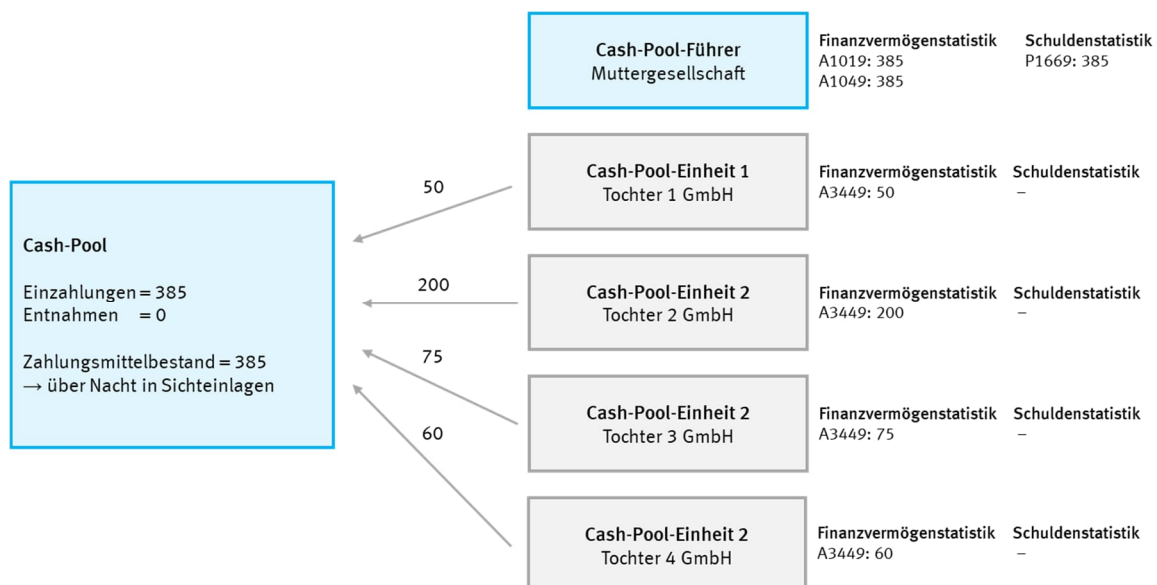 Cash-Pool-Führer
Muttergesellschaft
Finanzvermögenstatistik
A1019: 385
A1049: 385
Schuldenstatistik
P1669: 385
Cash-Pool-Einheit 1
Tochter 1 GmbH
Finanzvermögenstatistik
A3449: 50
Schuldenstatistik
–
50
Cash-Pool
Einzahlungen = 385
Entnahmen = 0
Zahlungsmittelbestand = 385
→ über Nacht in Sichteinlagen
200
Cash-Pool-Einheit 2
Tochter 2 GmbH
Finanzvermögenstatistik
A3449: 200
Schuldenstatistik
–
75
Cash-Pool-Einheit 2
Tochter 3 GmbH
Finanzvermögenstatistik
A3449: 75
Schuldenstatistik
–
60
Cash-Pool-Einheit 2
Tochter 4 GmbH
Finanzvermögenstatistik
A3449: 60
Schuldenstatistik
–